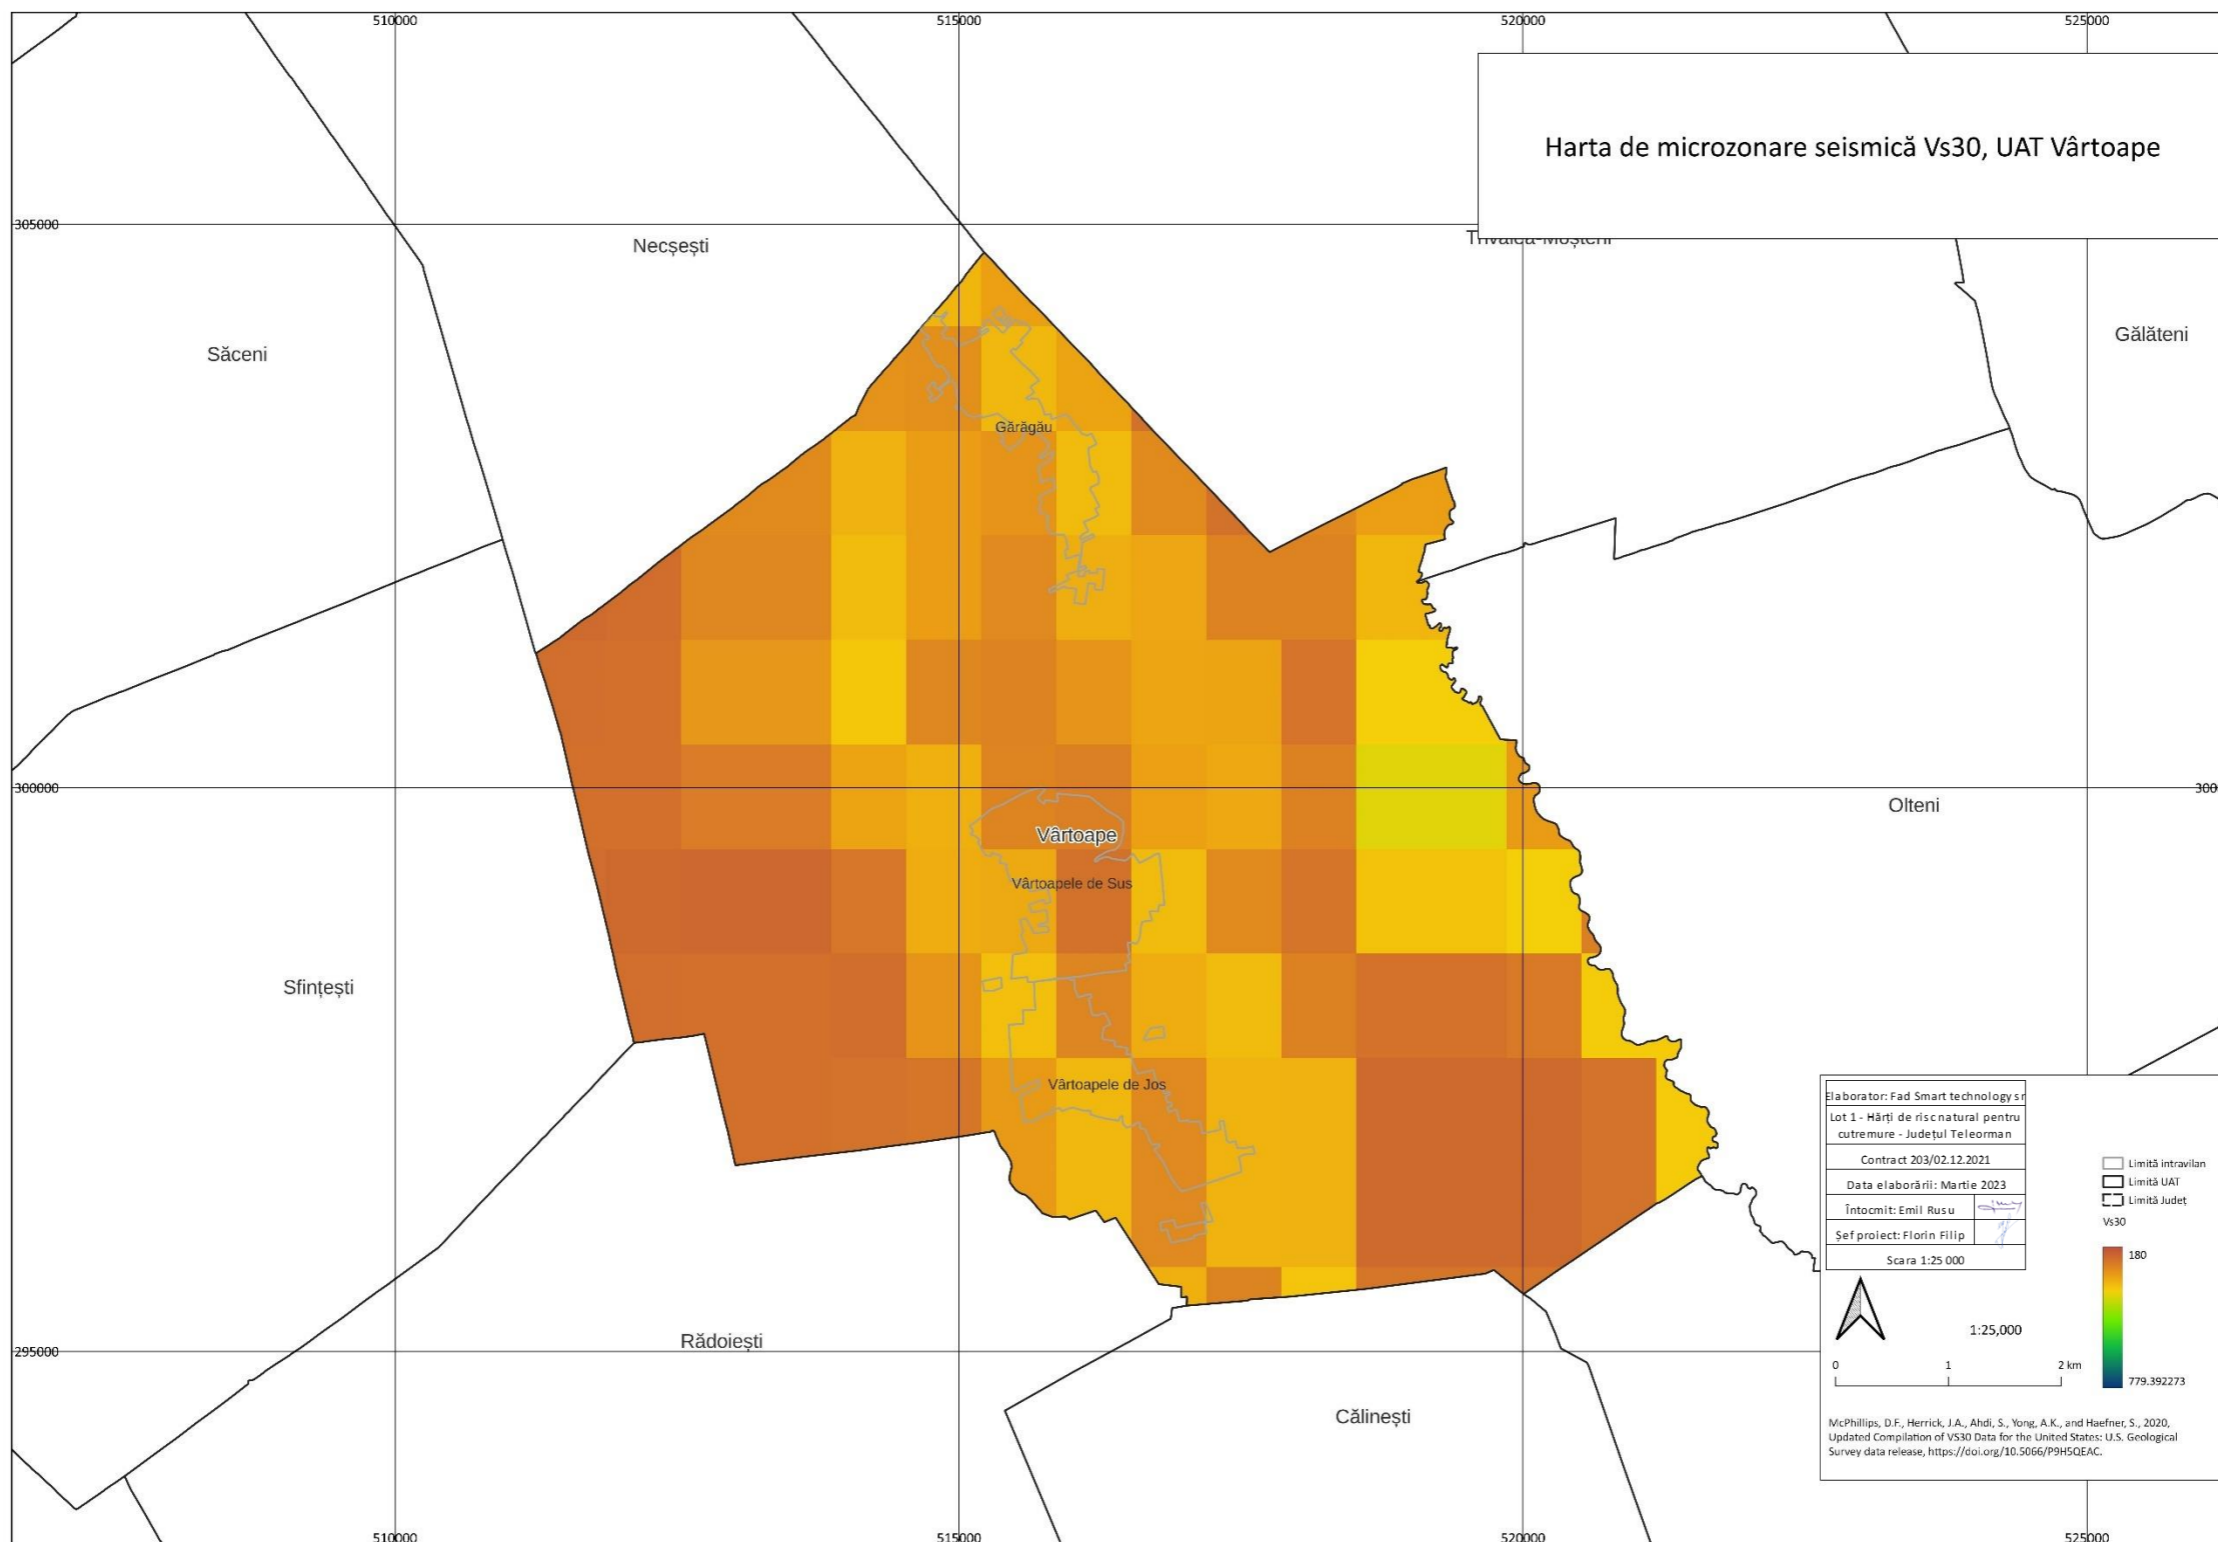 510000
515000
520000
525000
Harta de microzonare seismică Vs30, UAT Vârtoape
305000
Necșești
Săceni
Gălăteni
Gărăgău
300000
300
Olteni
Vârtoape
Vârtoapele de Sus
Sfințești
Vârtoapele de Jos
Elaborator: Fad Smart technology sr
Lot 1 - Hărți de risc natural pentru
cutremure - Județul Teleorman
Contract 203/02.12.2021
Data elaborării: Martie 2023
Întocmit: Emil Rusu
Șef proiect: Florin Filip
Scara 1:25 000
Limită intravilan
Limită UAT
Limită Județ
Vs30
180
779.392273
1:25,000
0 1 2 km
McPhillips, D.F., Herrick, J.A., Ahdi, S., Yong, A.K., and Haefner, S., 2020,
Updated Compilation of VS30 Data for the United States: U.S. Geological
Survey data release, https://doi.org/10.5066/P9H5QEAC.
Rădoiești
295000
Călinești
510000
515000
520000
525000